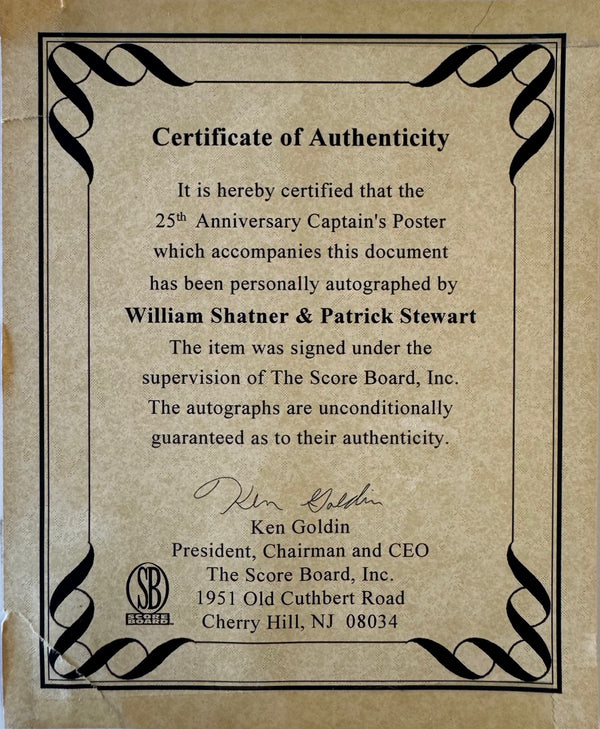 Certificate of Authenticity
It is hereby certified that the
25th Anniversary Captain's Poster
which accompanies this document
has been personally autographed by
William Shatner & Patrick Stewart
The item was signed under the
supervision of The Score Board, Inc.
The autographs are unconditionally
guaranteed as to their authenticity.
Ken Goldin
Ken Goldin
President, Chairman and CEO
The Score Board, Inc.
1951 Old Cuthbert Road
Cherry Hill, NJ 08034
SB
SCORE
BOARD